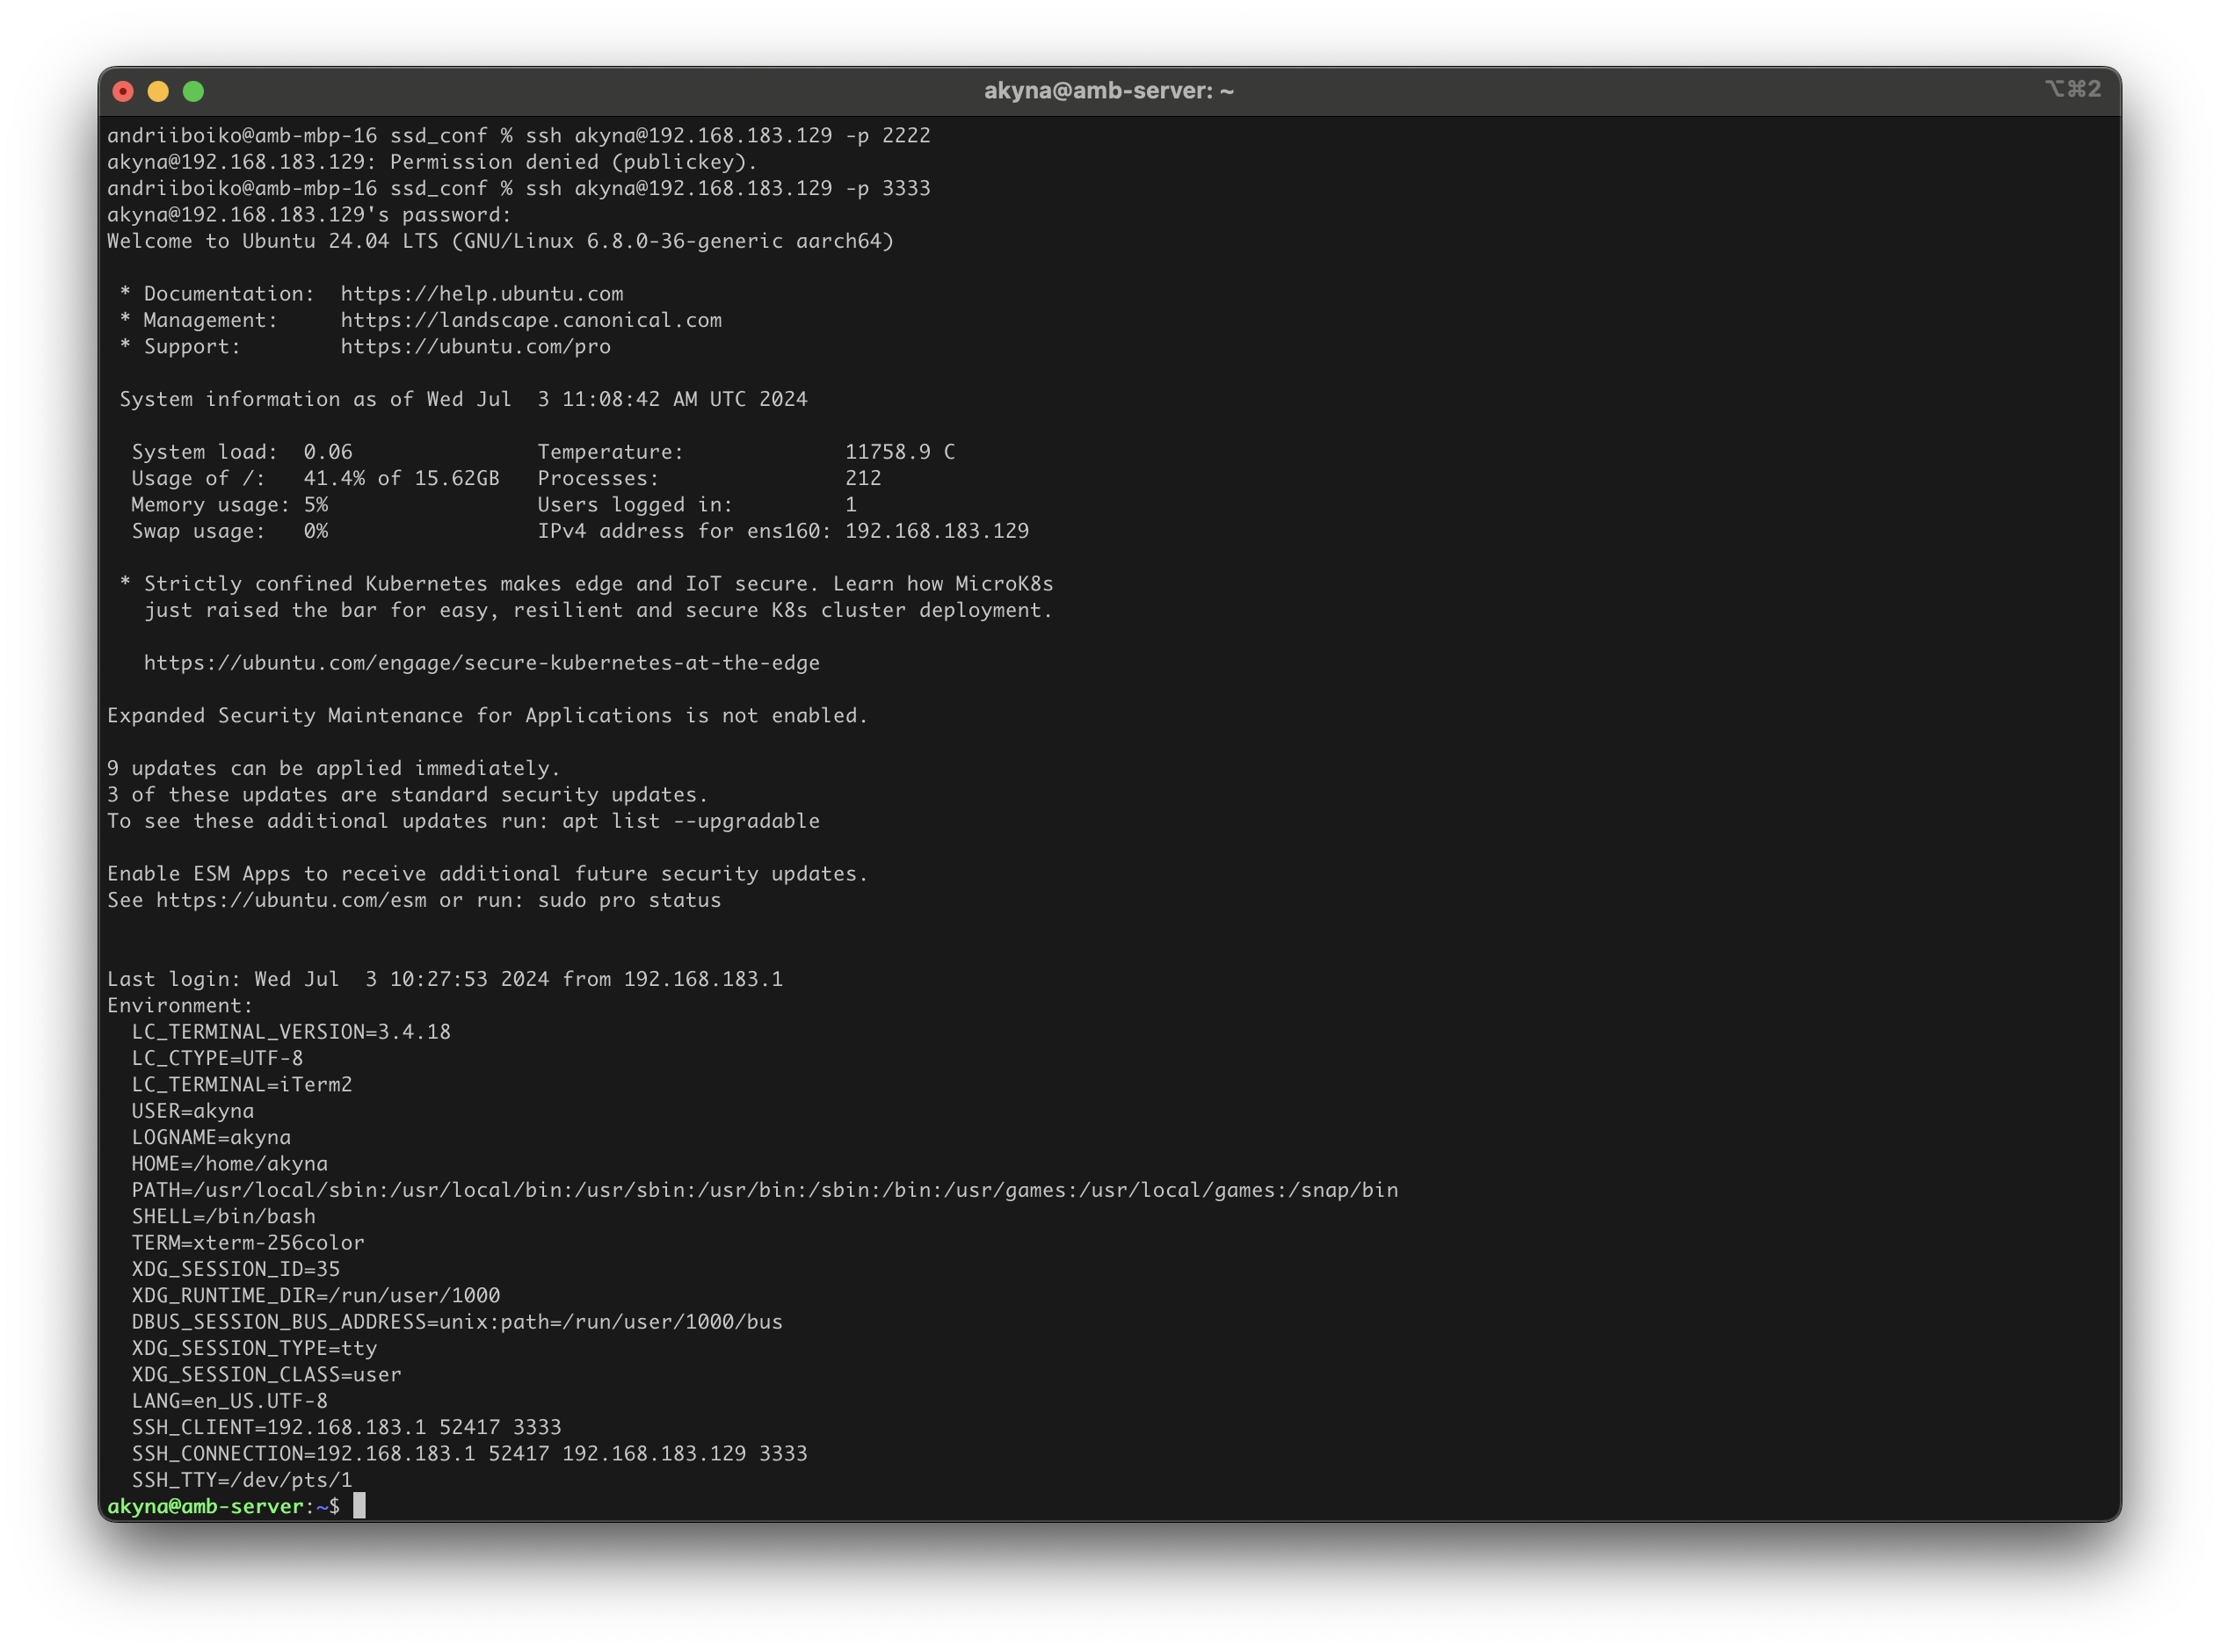 akyna@amb-server: ~
⌥⌘2
andriiboiko@amb-mbp-16 ssd_conf % ssh akyna@192.168.183.129 -p 2222
akyna@192.168.183.129: Permission denied (publickey).
andriiboiko@amb-mbp-16 ssd_conf % ssh akyna@192.168.183.129 -p 3333
akyna@192.168.183.129's password:
Welcome to Ubuntu 24.04 LTS (GNU/Linux 6.8.0-36-generic aarch64)

 * Documentation:  https://help.ubuntu.com
 * Management:     https://landscape.canonical.com
 * Support:        https://ubuntu.com/pro

 System information as of Wed Jul  3 11:08:42 AM UTC 2024

  System load:  0.06               Temperature:             11758.9 C
  Usage of /:   41.4% of 15.62GB   Processes:               212
  Memory usage: 5%                 Users logged in:         1
  Swap usage:   0%                 IPv4 address for ens160: 192.168.183.129

 * Strictly confined Kubernetes makes edge and IoT secure. Learn how MicroK8s
   just raised the bar for easy, resilient and secure K8s cluster deployment.

   https://ubuntu.com/engage/secure-kubernetes-at-the-edge

Expanded Security Maintenance for Applications is not enabled.

9 updates can be applied immediately.
3 of these updates are standard security updates.
To see these additional updates run: apt list --upgradable

Enable ESM Apps to receive additional future security updates.
See https://ubuntu.com/esm or run: sudo pro status


Last login: Wed Jul  3 10:27:53 2024 from 192.168.183.1
Environment:
  LC_TERMINAL_VERSION=3.4.18
  LC_CTYPE=UTF-8
  LC_TERMINAL=iTerm2
  USER=akyna
  LOGNAME=akyna
  HOME=/home/akyna
  PATH=/usr/local/sbin:/usr/local/bin:/usr/sbin:/usr/bin:/sbin:/bin:/usr/games:/usr/local/games:/snap/bin
  SHELL=/bin/bash
  TERM=xterm-256color
  XDG_SESSION_ID=35
  XDG_RUNTIME_DIR=/run/user/1000
  DBUS_SESSION_BUS_ADDRESS=unix:path=/run/user/1000/bus
  XDG_SESSION_TYPE=tty
  XDG_SESSION_CLASS=user
  LANG=en_US.UTF-8
  SSH_CLIENT=192.168.183.1 52417 3333
  SSH_CONNECTION=192.168.183.1 52417 192.168.183.129 3333
  SSH_TTY=/dev/pts/1
akyna@amb-server:~$